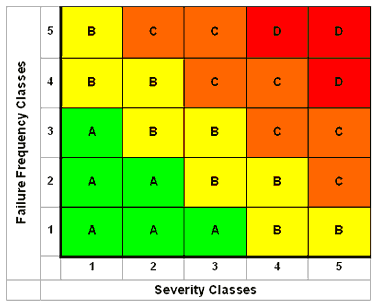 Failure Frequency Classes
5 B C C D D
4 B B C C D
3 A B B C C
2 A A B B C
1 A A A B B
1 2 3 4 5
Severity Classes